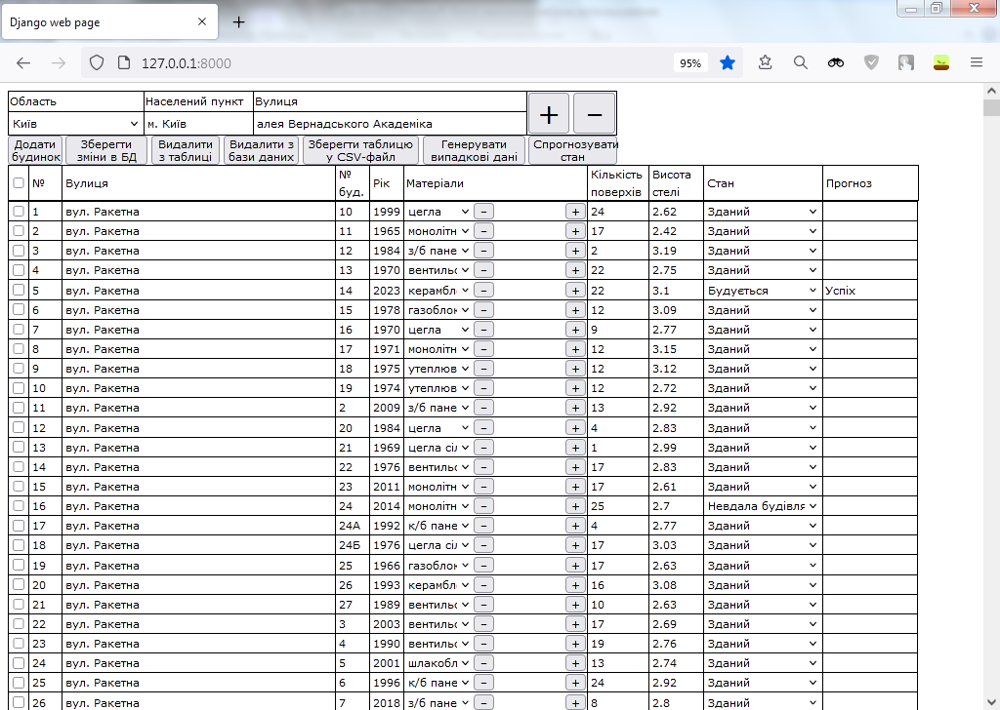 Django web page
127.0.0.1:8000
95%
Область Населений пункт Вулиця
Київ м. Київ алея Вернадського Академіка + −
Додати будинок Зберегти зміни в БД Видалити з таблиці Видалити з бази даних Зберегти таблицю у CSV-файл Генерувати випадкові дані Спрогнозувати стан
№ Вулиця № буд. Рік Матеріали Кількість поверхів Висота стелі Стан Прогноз
1 вул. Ракетна 10 1999 цегла - + 24 2.62 Зданий
2 вул. Ракетна 11 1965 монолітн - + 17 2.42 Зданий
3 вул. Ракетна 12 1984 з/б пане - + 2 3.19 Зданий
4 вул. Ракетна 13 1970 вентильс - + 22 2.75 Зданий
5 вул. Ракетна 14 2023 керамбл - + 22 3.1 Будується Успіх
6 вул. Ракетна 15 1978 газоблок - + 12 3.09 Зданий
7 вул. Ракетна 16 1970 цегла - + 9 2.77 Зданий
8 вул. Ракетна 17 1971 монолітн - + 12 3.15 Зданий
9 вул. Ракетна 18 1975 утеплюв - + 12 3.12 Зданий
10 вул. Ракетна 19 1974 утеплюв - + 12 2.72 Зданий
11 вул. Ракетна 2 2009 з/б пане - + 13 2.92 Зданий
12 вул. Ракетна 20 1984 цегла - + 4 2.83 Зданий
13 вул. Ракетна 21 1969 цегла сіл - + 1 2.99 Зданий
14 вул. Ракетна 22 1976 вентильс - + 17 2.83 Зданий
15 вул. Ракетна 23 2011 монолітн - + 17 2.61 Зданий
16 вул. Ракетна 24 2014 монолітн - + 25 2.7 Невдала будівля
17 вул. Ракетна 24А 1992 к/б пане - + 4 2.77 Зданий
18 вул. Ракетна 24Б 1976 цегла сіл - + 17 3.03 Зданий
19 вул. Ракетна 25 1966 газоблок - + 17 2.63 Зданий
20 вул. Ракетна 26 1993 керамбл - + 16 3.08 Зданий
21 вул. Ракетна 27 1989 вентильс - + 10 2.63 Зданий
22 вул. Ракетна 3 2003 вентильс - + 17 2.69 Зданий
23 вул. Ракетна 4 1990 вентильс - + 19 2.76 Зданий
24 вул. Ракетна 5 2001 шлакобл - + 13 2.74 Зданий
25 вул. Ракетна 6 1996 к/б пане - + 24 2.92 Зданий
26 вул. Ракетна 7 2018 з/б пане - + 8 2.8 Зданий